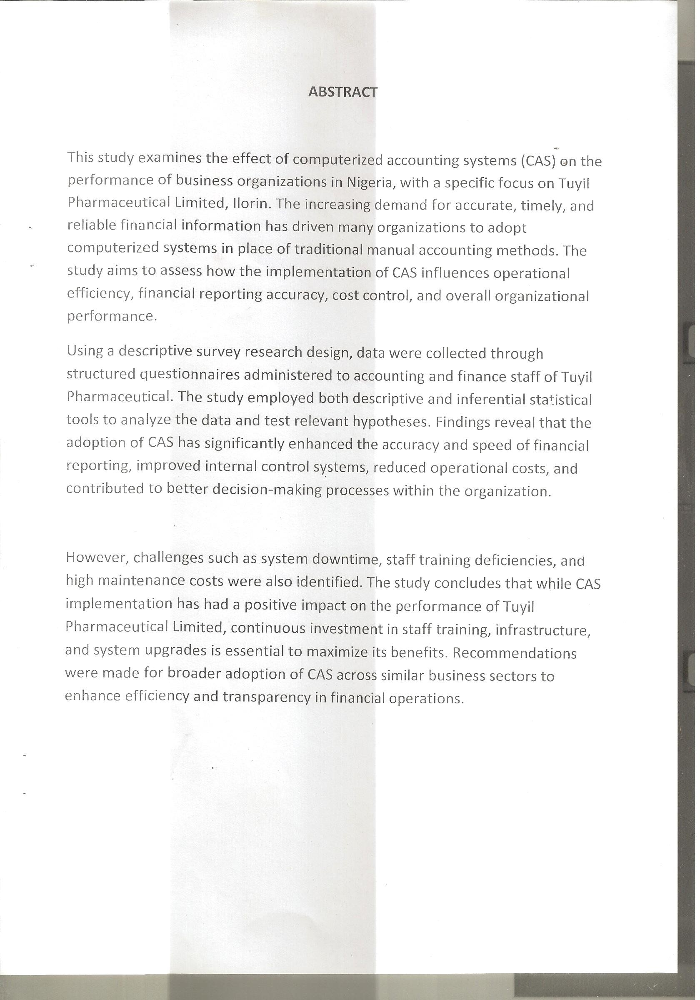 ABSTRACT
This study examines the effect of computerized accounting systems (CAS) on the
performance of business organizations in Nigeria, with a specific focus on Tuyil
Pharmaceutical Limited, Ilorin. The increasing demand for accurate, timely, and
reliable financial information has driven many organizations to adopt
computerized systems in place of traditional manual accounting methods. The
study aims to assess how the implementation of CAS influences operational
efficiency, financial reporting accuracy, cost control, and overall organizational
performance.
Using a descriptive survey research design, data were collected through
structured questionnaires administered to accounting and finance staff of Tuyil
Pharmaceutical. The study employed both descriptive and inferential statistical
tools to analyze the data and test relevant hypotheses. Findings reveal that the
adoption of CAS has significantly enhanced the accuracy and speed of financial
reporting, improved internal control systems, reduced operational costs, and
contributed to better decision-making processes within the organization.
However, challenges such as system downtime, staff training deficiencies, and
high maintenance costs were also identified. The study concludes that while CAS
implementation has had a positive impact on the performance of Tuyil
Pharmaceutical Limited, continuous investment in staff training, infrastructure,
and system upgrades is essential to maximize its benefits. Recommendations
were made for broader adoption of CAS across similar business sectors to
enhance efficiency and transparency in financial operations.